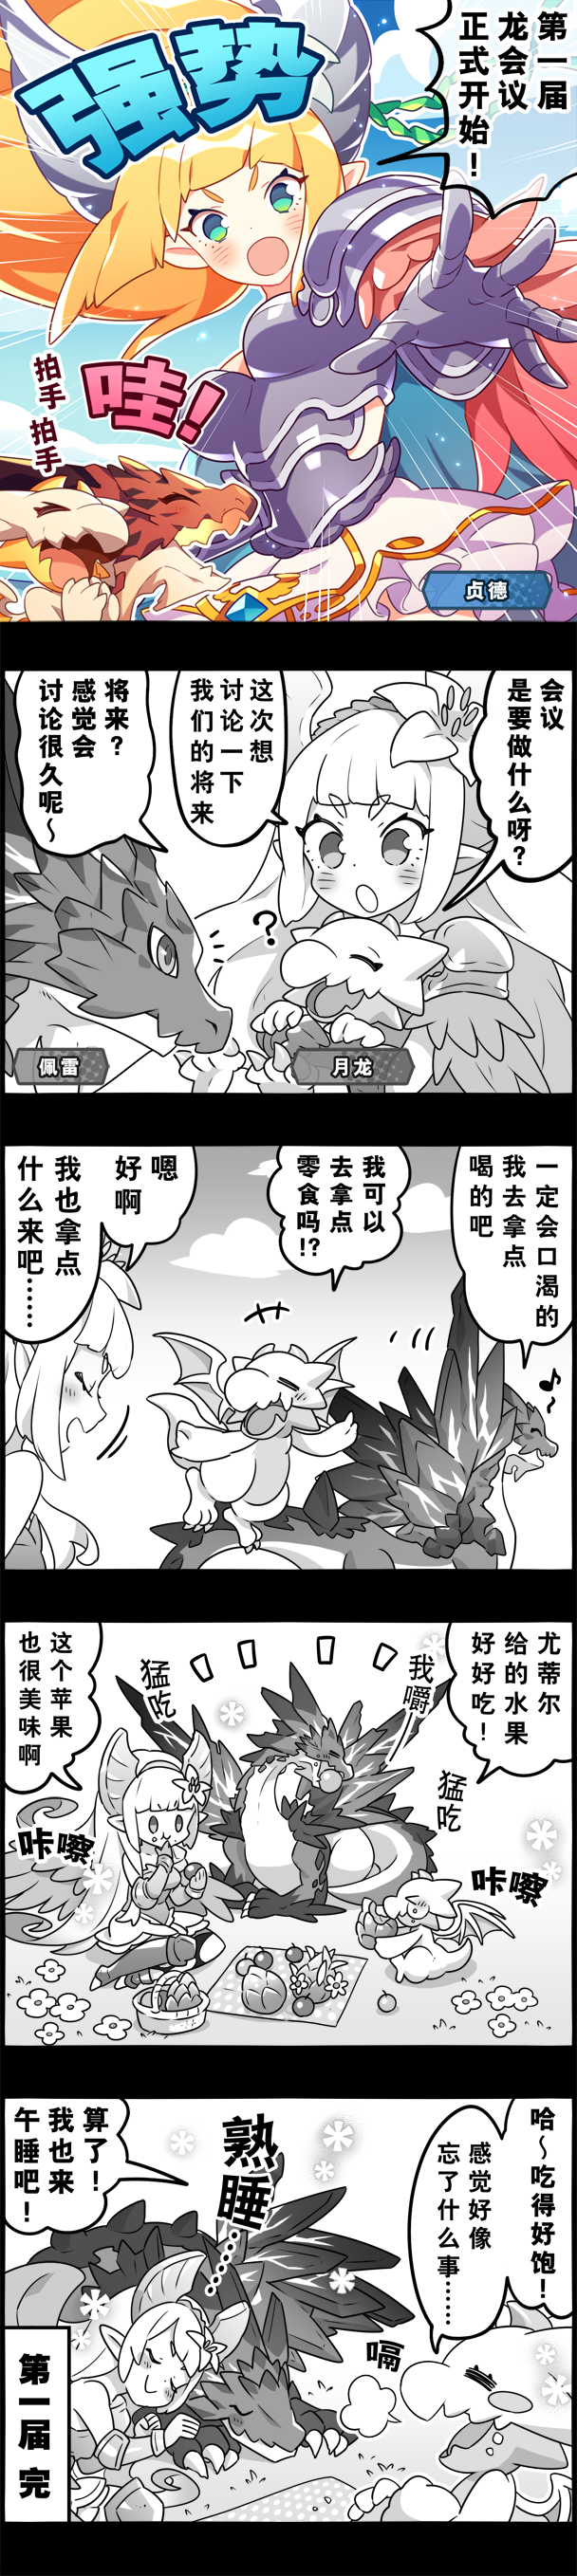 第一届
龙会议
正式开始！
强势
哇！
拍手 拍手
贞德
会议
是要做什么呀？
这次想
讨论一下
我们的将来
将来？
感觉会
讨论很久呢～
？
佩雷
月龙
一定会口渴的
我去拿点
喝的吧
我可以
去拿点
零食吗！？
嗯
好啊
我也拿点
什么来吧……
尤蒂尔
给的水果
好好吃！
我嚼
猛吃
猛吃
这个苹果
也很美味啊
咔嚓
咔嚓
哈～吃得好饱！
感觉好像
忘了什么事……
熟睡……
算了！
我也来
午睡吧！
嗝
第一届 完